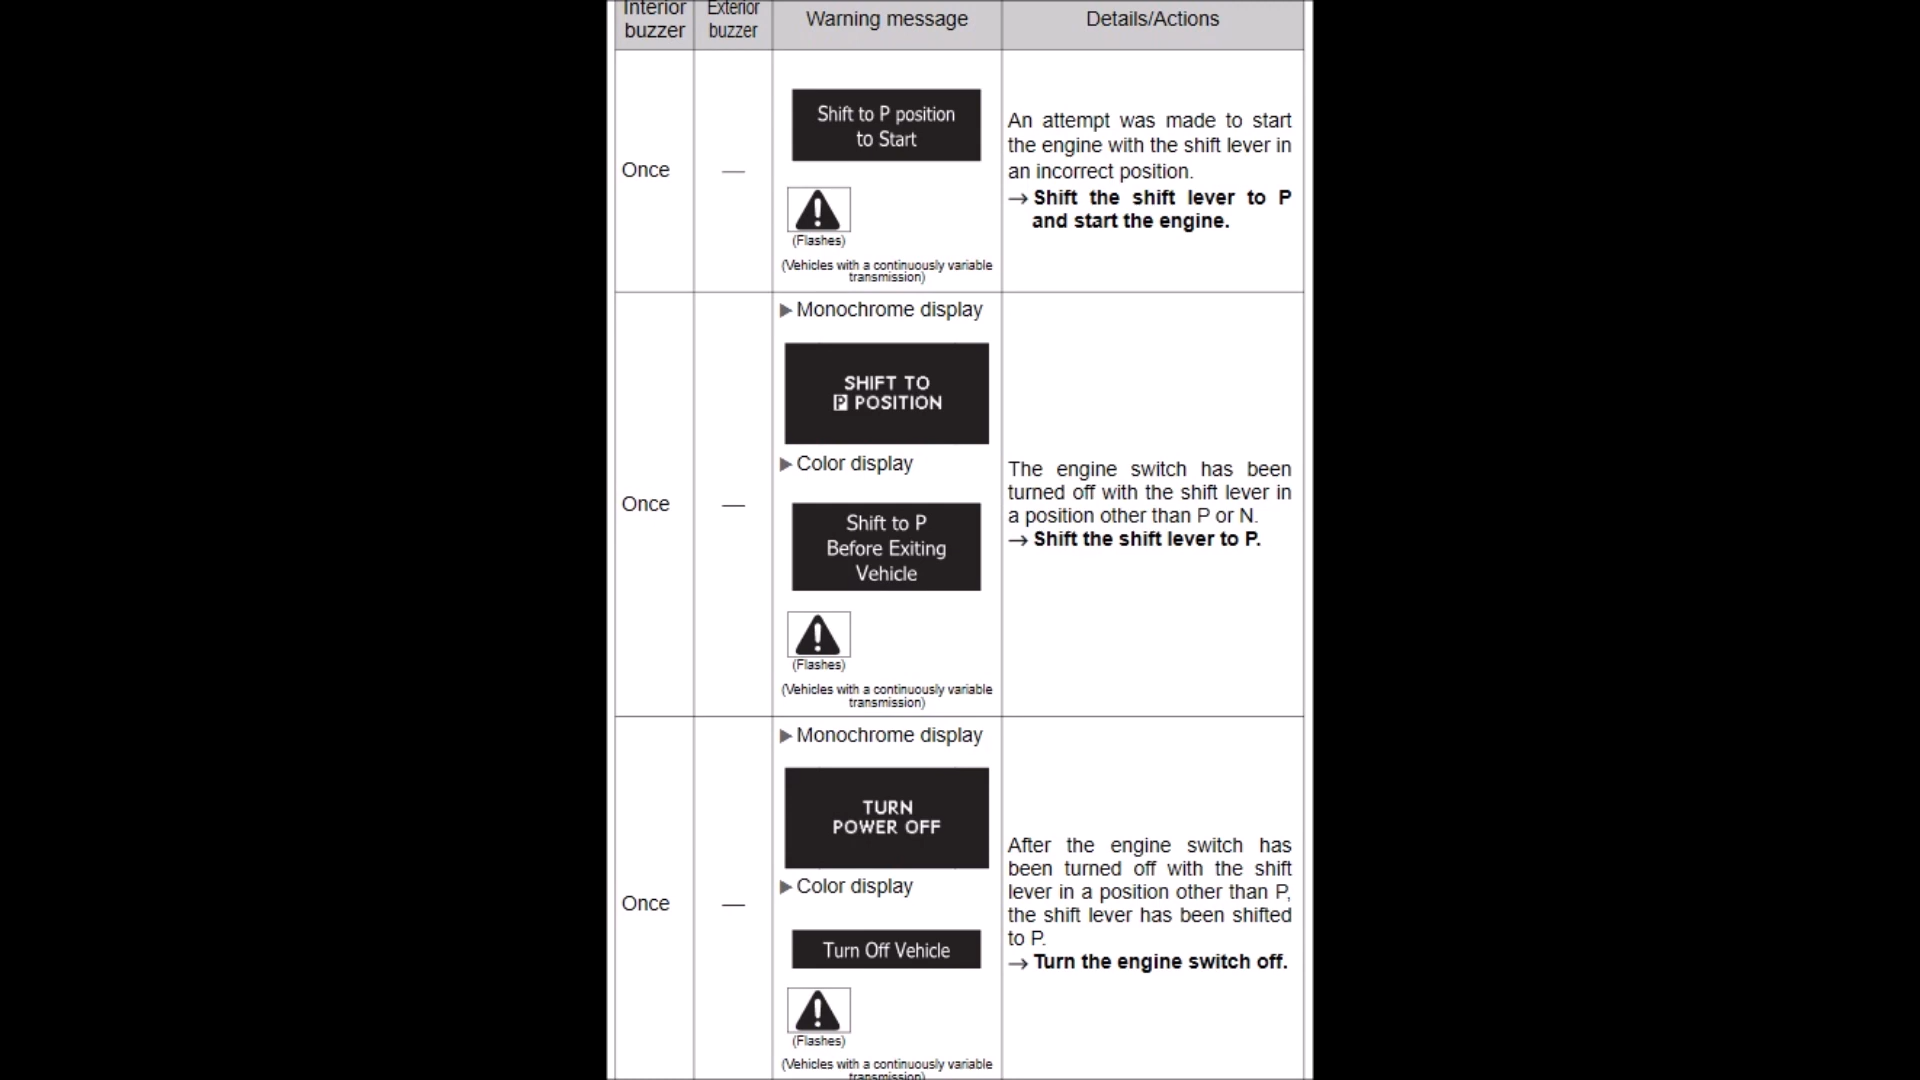 Interior
buzzer
Exterior
buzzer
Warning message
Details/Actions
Once
—
Shift to P position
to Start
(Flashes)
(Vehicles with a continuously variable
transmission)
An attempt was made to start
the engine with the shift lever in
an incorrect position.
→ Shift the shift lever to P
and start the engine.
Once
—
▶ Monochrome display
SHIFT TO
P POSITION
▶ Color display
Shift to P
Before Exiting
Vehicle
(Flashes)
(Vehicles with a continuously variable
transmission)
The engine switch has been
turned off with the shift lever in
a position other than P or N.
→ Shift the shift lever to P.
Once
—
▶ Monochrome display
TURN
POWER OFF
▶ Color display
Turn Off Vehicle
(Flashes)
(Vehicles with a continuously variable
transmission)
After the engine switch has
been turned off with the shift
lever in a position other than P,
the shift lever has been shifted
to P.
→ Turn the engine switch off.